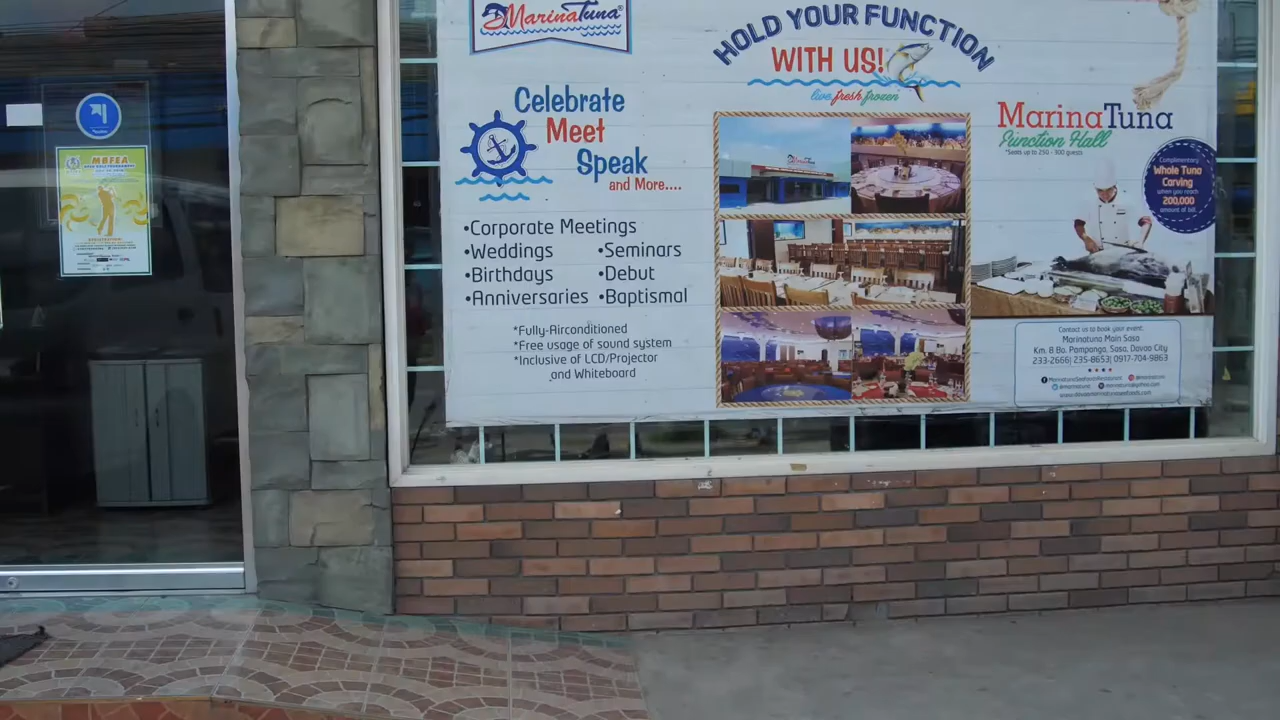 MarinaTuna®
HOLD YOUR FUNCTION
WITH US!
live fresh frozen
Celebrate
Meet
Speak
and More....
•Corporate Meetings
•Weddings •Seminars
•Birthdays •Debut
•Anniversaries •Baptismal
*Fully-Airconditioned
*Free usage of sound system
*Inclusive of LCD/Projector
and Whiteboard
MarinaTuna
Function Hall
*Seats up to 250 - 300 guests
Complimentary
Whole Tuna
Carving
when you reach
200,000
amount of bill.
Contact us to book your event:
Marinatuna Main Sasa
Km. 8 Bo. Pampanga, Sasa, Davao City
233-2666| 235-8653| 0917-704-9863
MBFEA